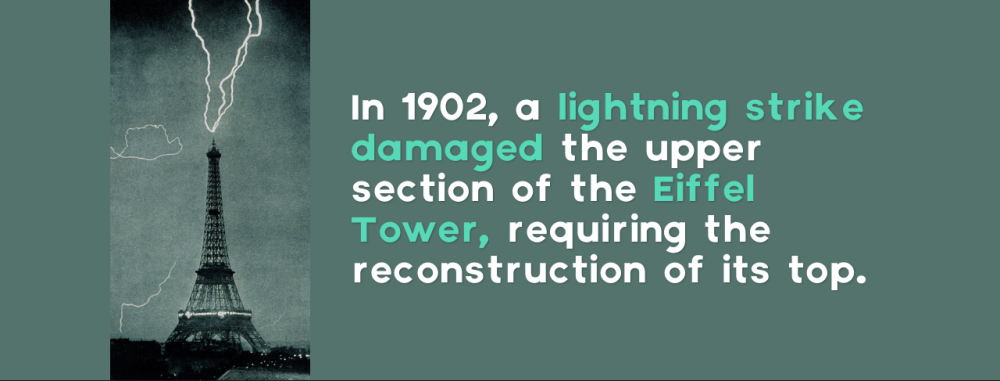 In 1902, a lightning strike
damaged the upper
section of the Eiffel
Tower, requiring the
reconstruction of its top.